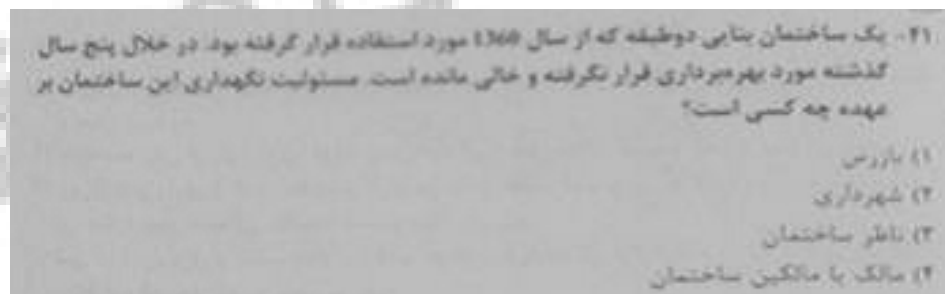 ۲۱- یک ساختمان بنایی دوطبقه که از سال 1360 مورد استفاده قرار گرفته بود. در خلال پنج سال
گذشته مورد بهره‌برداری قرار نگرفته و خالی مانده است. مسئولیت نگهداری این ساختمان بر
عهده چه کسی است؟
۱) بازرس
۲) شهرداری
۳) ناظر ساختمان
۴) مالک یا مالکین ساختمان